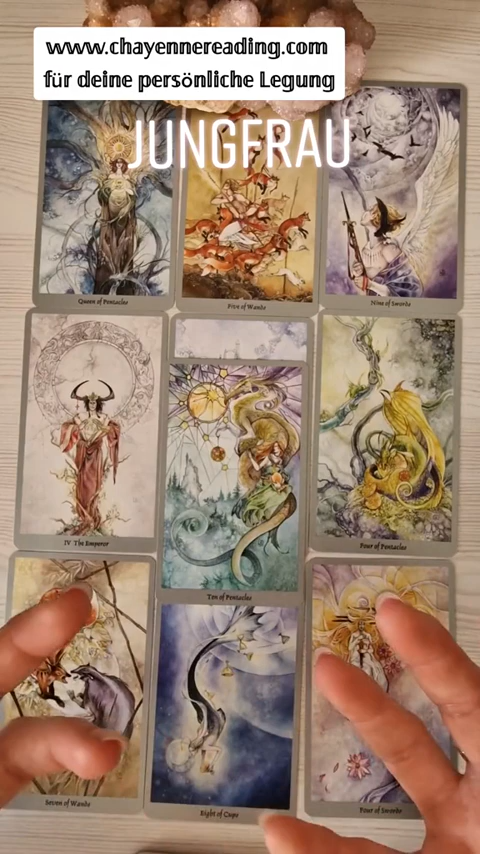 www.chayennereading.com
für deine persönliche Legung
JUNGFRAU
Queen of Pentacles
Five of Wands
Nine of Swords
IV The Emperor
Ten of Pentacles
Four of Pentacles
Seven of Wands
Eight of Cups
Four of Swords